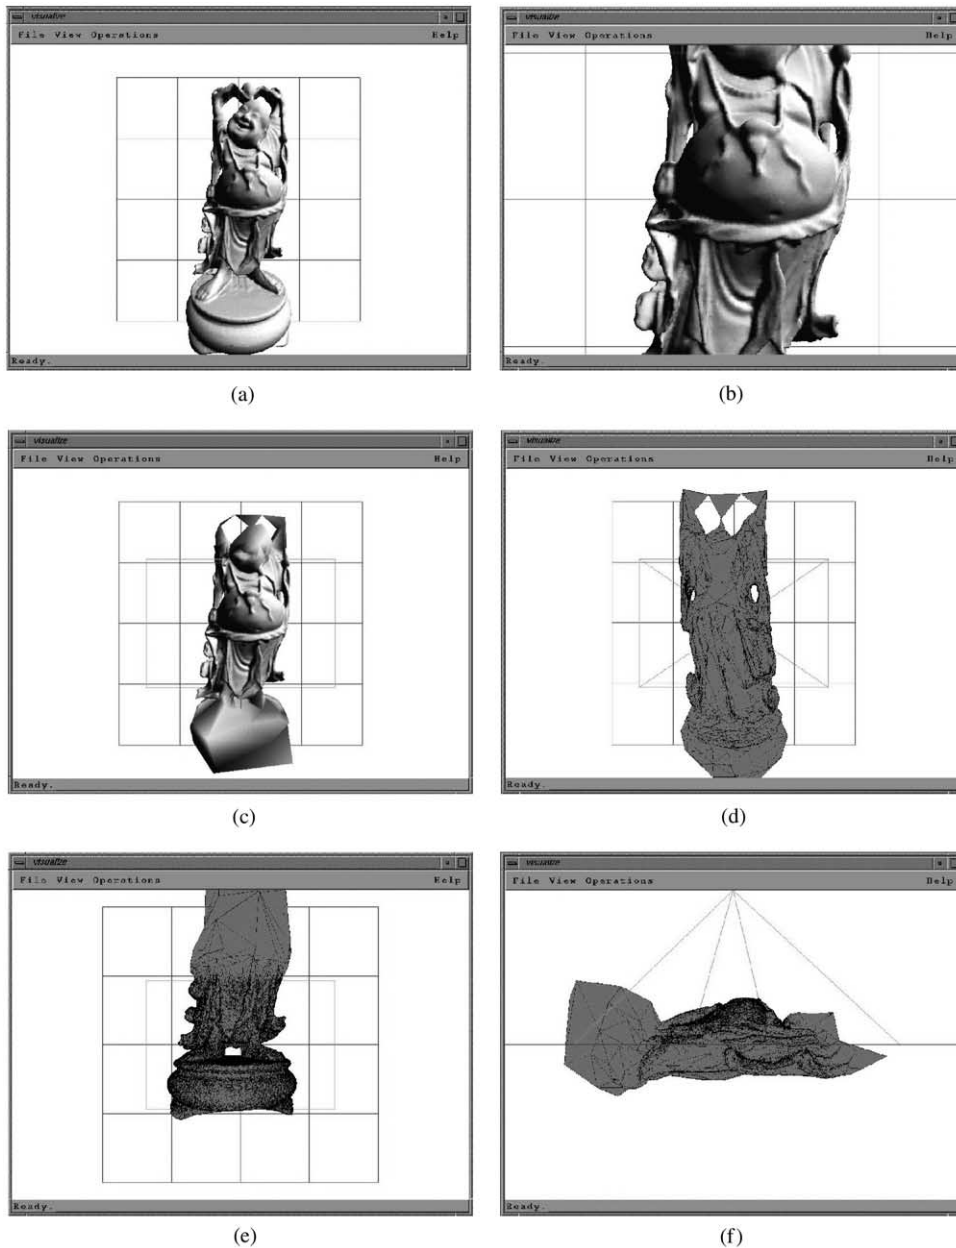 visualize
visualize
File View Operations Help
File View Operations Help
Ready.
Ready.
(a)
(b)
visualize
visualize
File View Operations Help
File View Operations Help
Ready.
Ready.
(c)
(d)
visualize
visualize
File View Operations Help
File View Operations Help
Ready.
Ready.
(e)
(f)